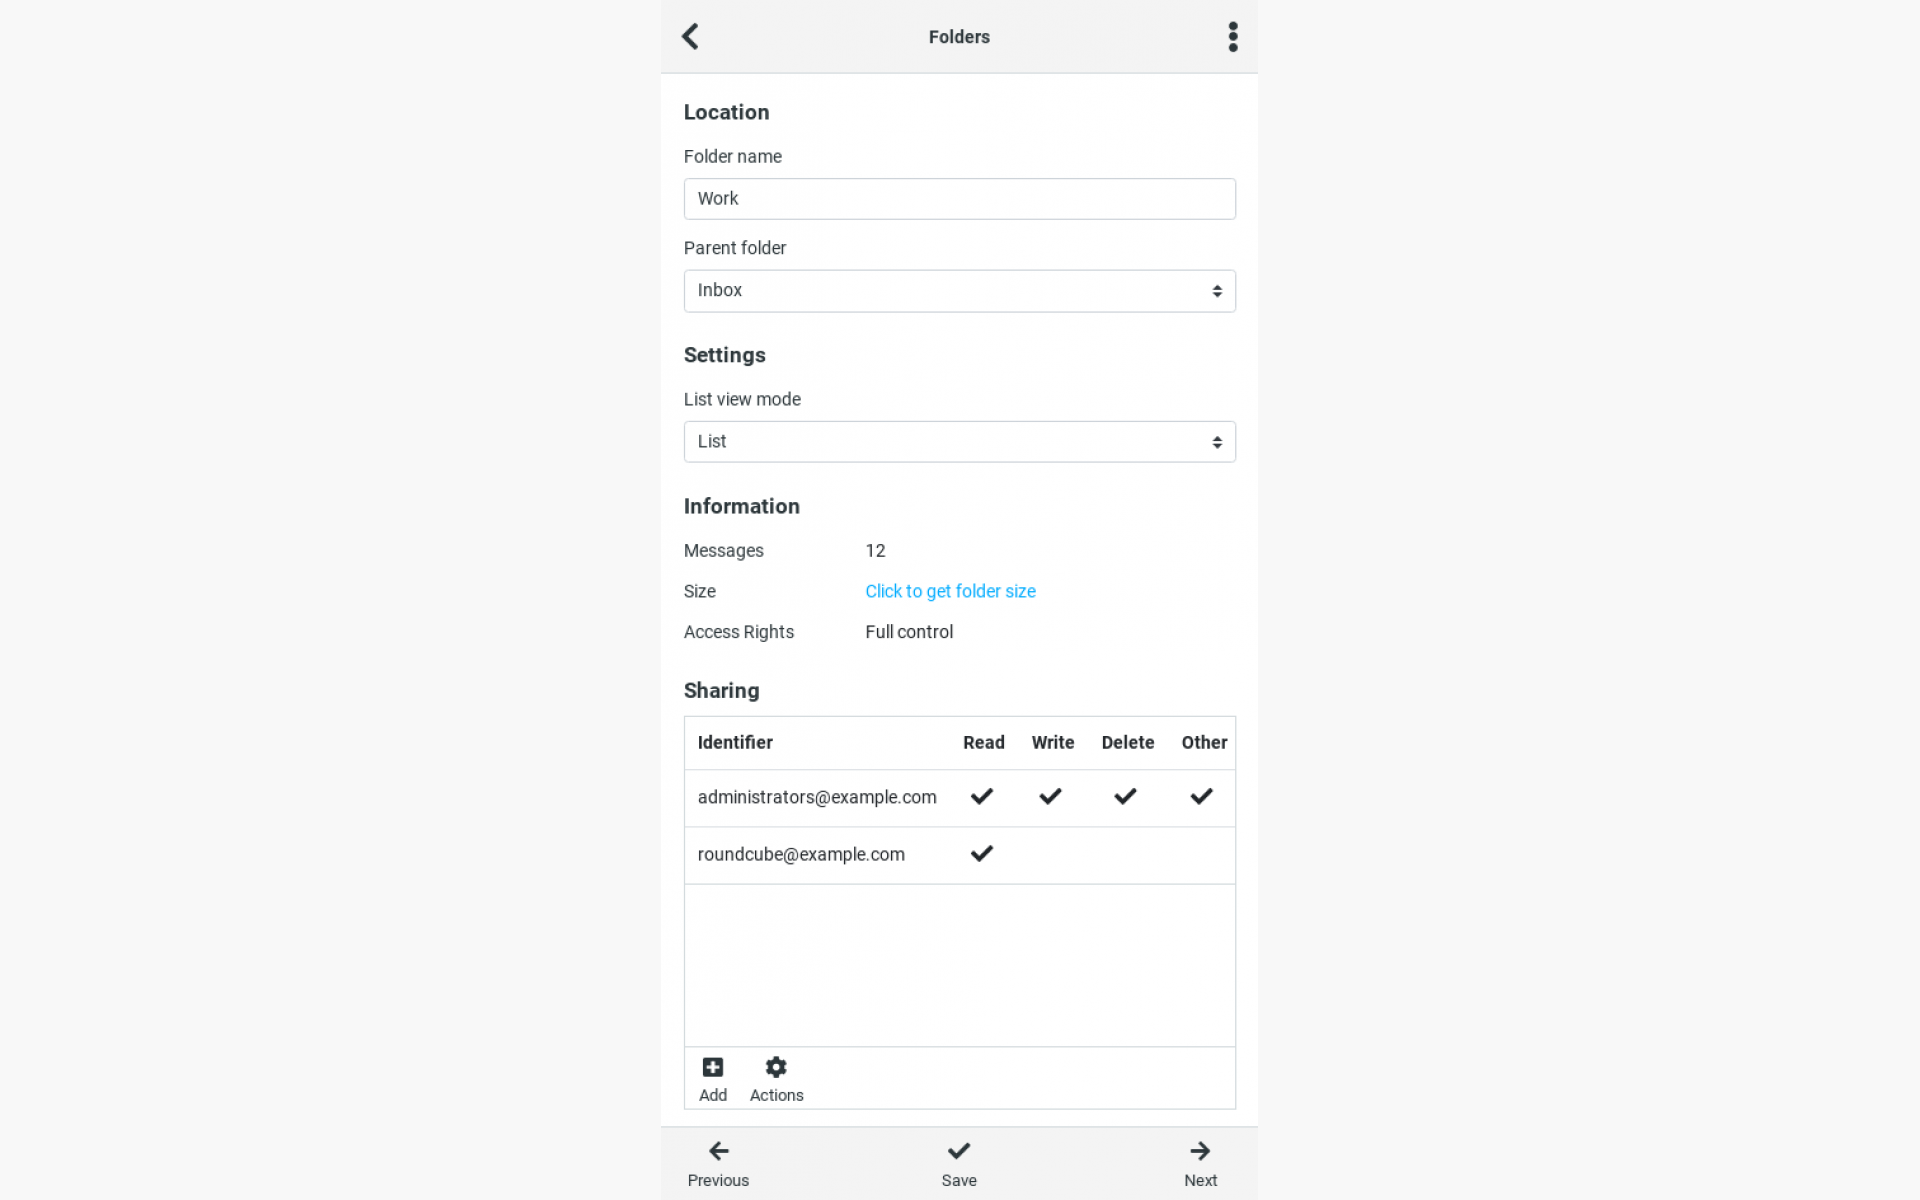 Folders
Location
Folder name
Work
Parent folder
Inbox
Settings
List view mode
List
Information
Messages 12
Size Click to get folder size
Access Rights Full control
Sharing
Identifier Read Write Delete Other
administrators@example.com
roundcube@example.com
Add Actions
Previous Save Next